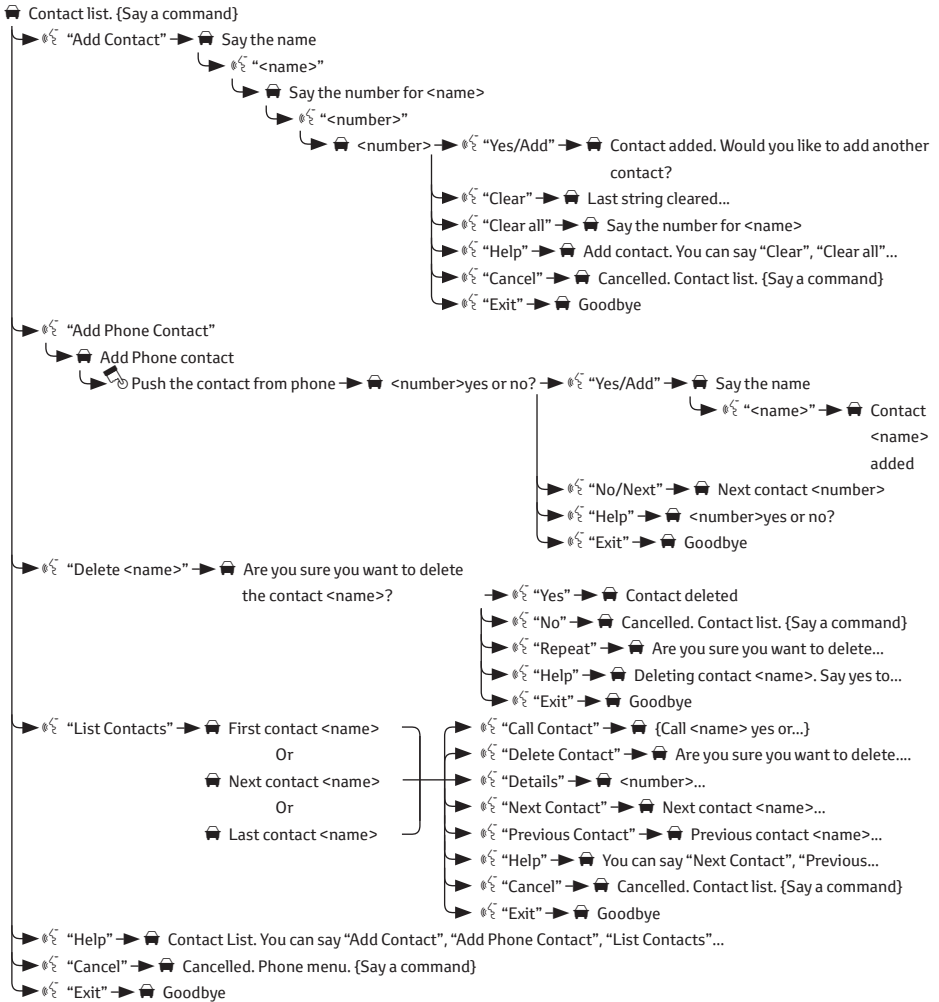 Contact list. {Say a command}
“Add Contact” Say the name
“<name>”
Say the number for <name>
“<number>”
<number> “Yes/Add” Contact added. Would you like to add another
contact?
“Clear” Last string cleared...
“Clear all” Say the number for <name>
“Help” Add contact. You can say “Clear”, “Clear all”...
“Cancel” Cancelled. Contact list. {Say a command}
“Exit” Goodbye
“Add Phone Contact”
Add Phone contact
Push the contact from phone <number>yes or no? “Yes/Add” Say the name
“<name>” Contact
<name>
added
“No/Next” Next contact <number>
“Help” <number>yes or no?
“Exit” Goodbye
“Delete <name>” Are you sure you want to delete
the contact <name>?
“Yes” Contact deleted
“No” Cancelled. Contact list. {Say a command}
“Repeat” Are you sure you want to delete...
“Help” Deleting contact <name>. Say yes to...
“Exit” Goodbye
“List Contacts” First contact <name> “Call Contact” {Call <name> yes or...}
Or “Delete Contact” Are you sure you want to delete....
Next contact <name> “Details” <number>...
Or “Next Contact” Next contact <name>...
Last contact <name> “Previous Contact” Previous contact <name>...
“Help” You can say “Next Contact”, “Previous...
“Cancel” Cancelled. Contact list. {Say a command}
“Exit” Goodbye
“Help” Contact List. You can say “Add Contact”, “Add Phone Contact”, “List Contacts”...
“Cancel” Cancelled. Phone menu. {Say a command}
“Exit” Goodbye